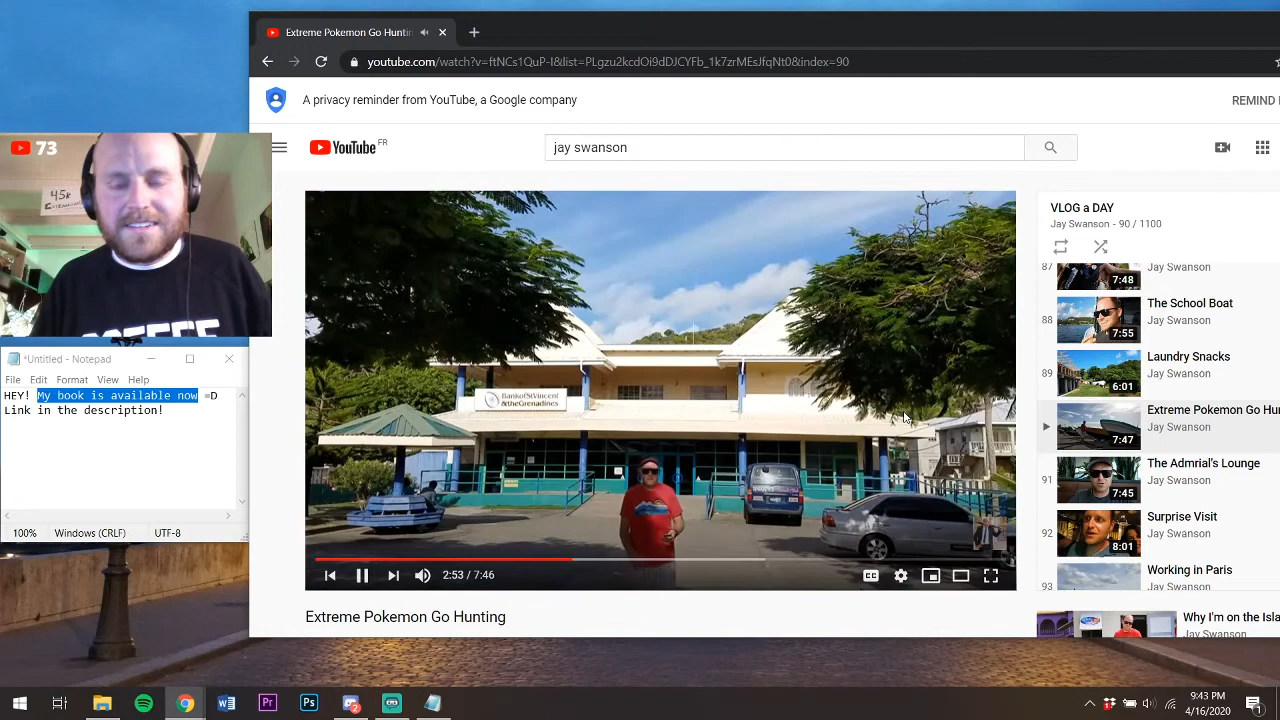 Extreme Pokemon Go Huntin
youtube.com/watch?v=ftNCs1QuP-I&list=PLgzu2kcdOi9dDJCYFb_1k7zrMEsJfqNt0&index=90
A privacy reminder from YouTube, a Google company
REMIND
YouTube FR
jay swanson
73
45K
VLOG a DAY
Jay Swanson - 90 / 1100
87
7:48
Jay Swanson
88
7:55
The School Boat
Jay Swanson
89
6:01
Laundry Snacks
Jay Swanson
7:47
Extreme Pokemon Go Hu
Jay Swanson
91
7:45
The Admrial's Lounge
Jay Swanson
92
8:01
Surprise Visit
Jay Swanson
93
Working in Paris
Jay Swanson
Why I'm on the Isla
Jay Swanson
Bank of St Vincent
&the Grenadines
2:53 / 7:46
CC
Extreme Pokemon Go Hunting
*Untitled - Notepad
File Edit Format View Help
HEY! My book is available now =D
Link in the description!
100% Windows (CRLF) UTF-8
W
Pr
Ps
2
9:43 PM
4/16/2020
1